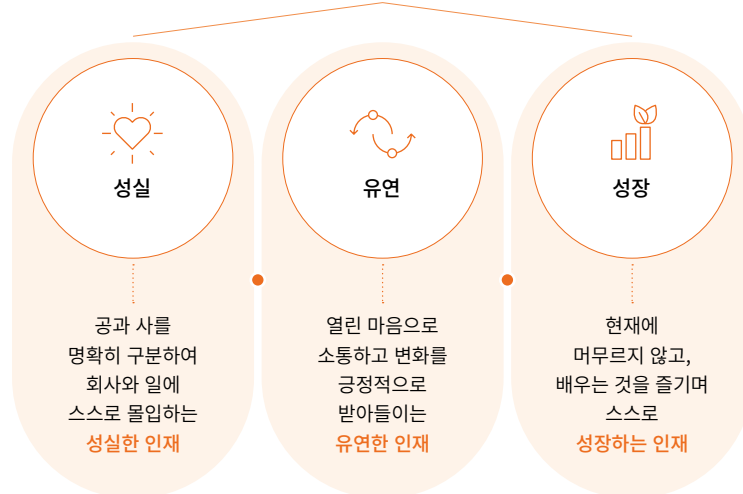 성실
공과 사를
명확히 구분하여
회사와 일에
스스로 몰입하는
성실한 인재
유연
열린 마음으로
소통하고 변화를
긍정적으로
받아들이는
유연한 인재
성장
현재에
머무르지 않고,
배우는 것을 즐기며
스스로
성장하는 인재